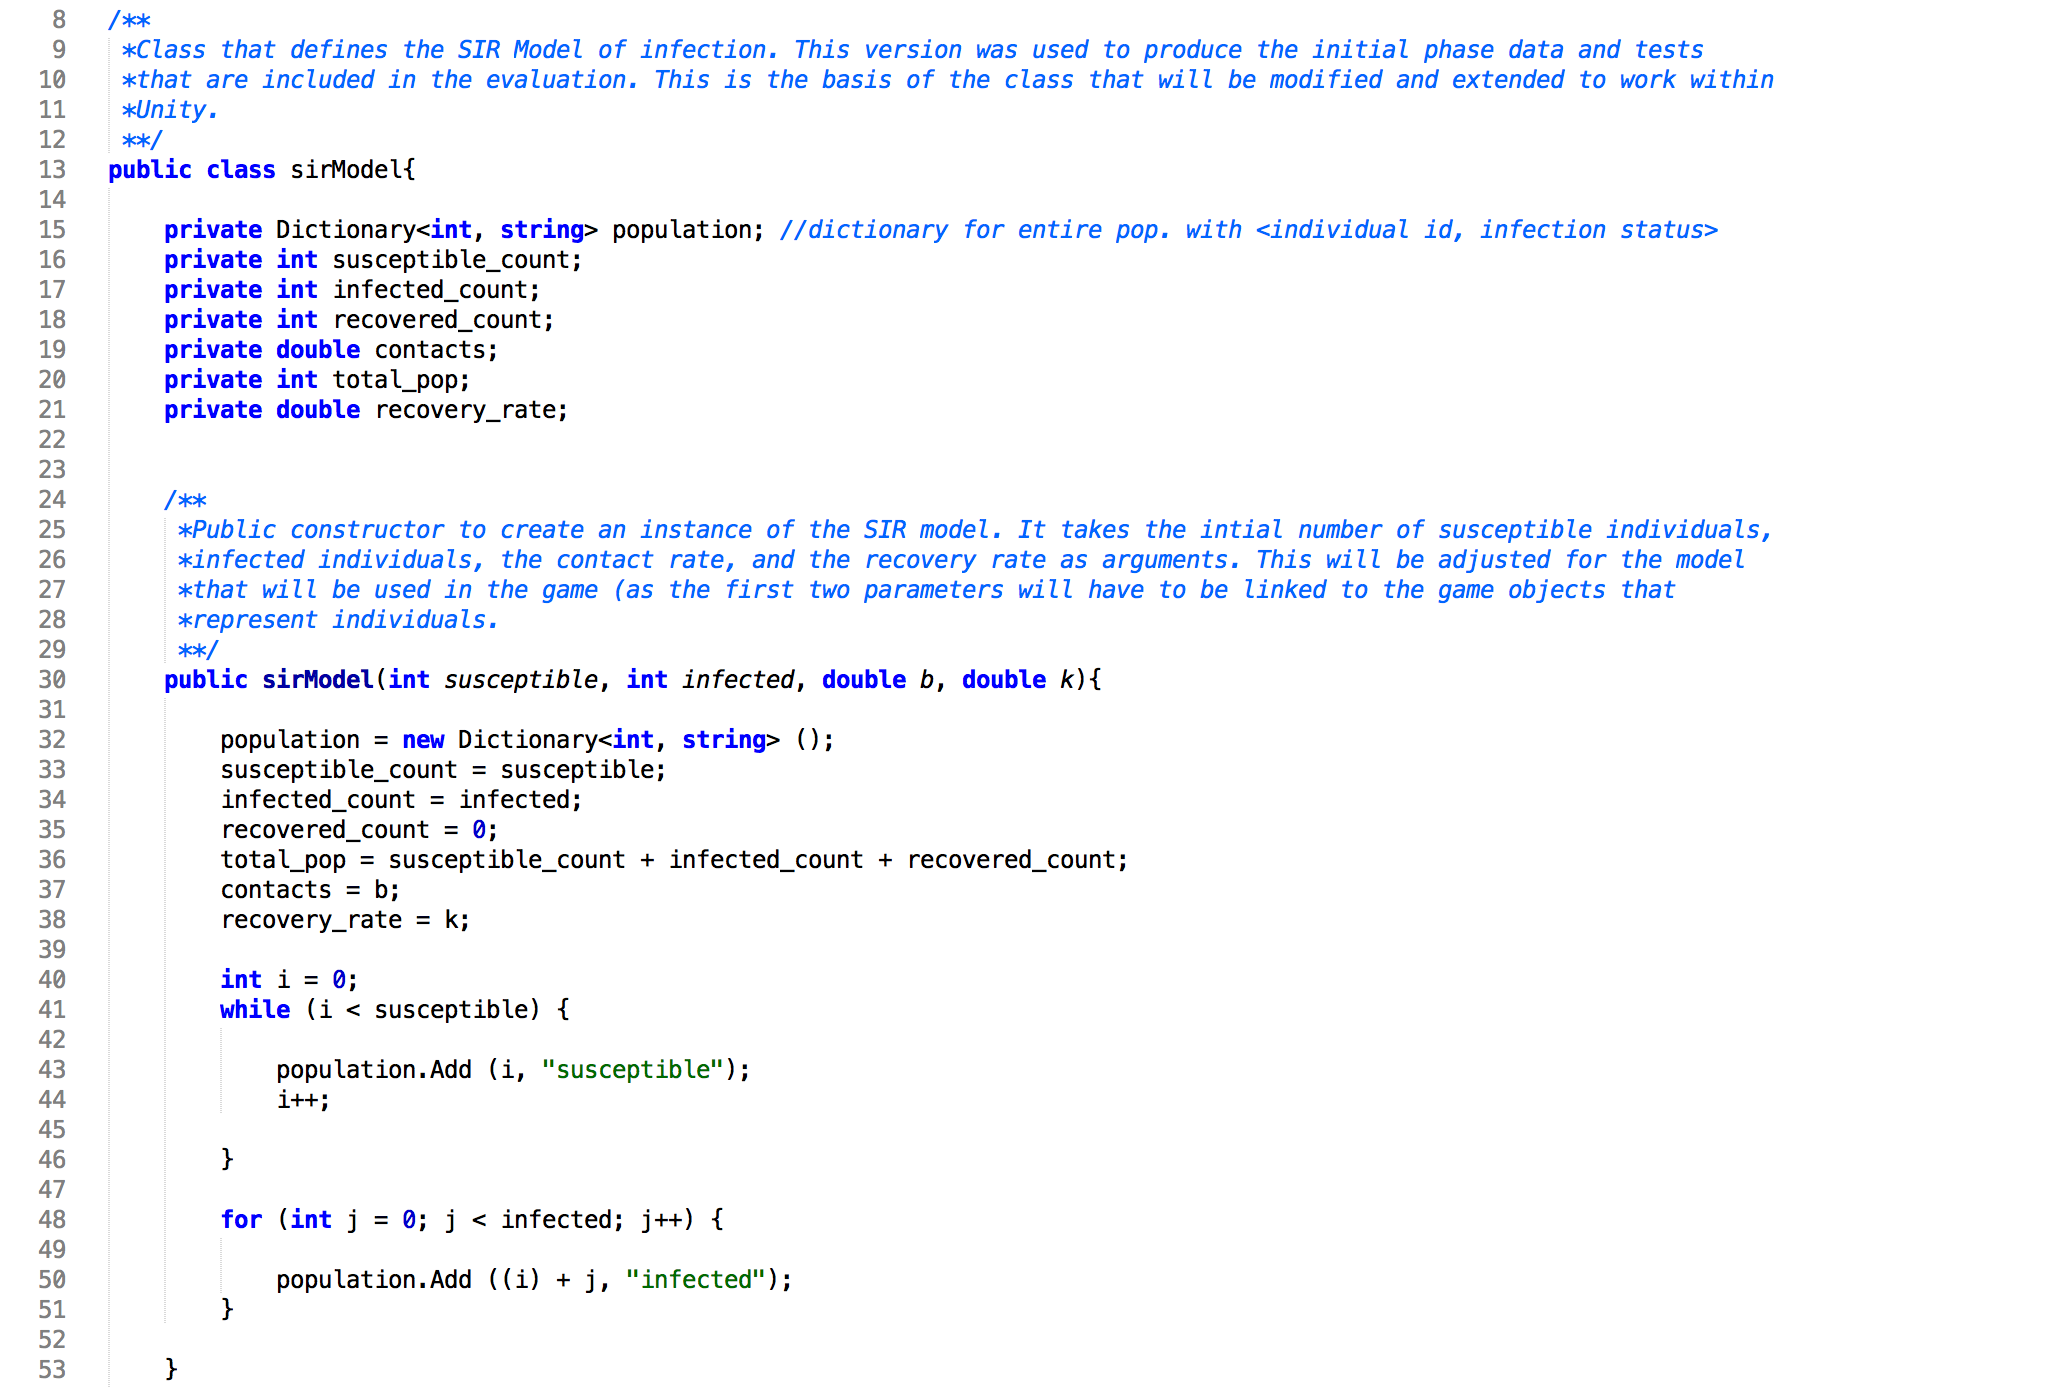 8 /**
9 *Class that defines the SIR Model of infection. This version was used to produce the initial phase data and tests
10 *that are included in the evaluation. This is the basis of the class that will be modified and extended to work within
11 *Unity.
12 **/
13 public class sirModel{
14
15 private Dictionary<int, string> population; //dictionary for entire pop. with <individual id, infection status>
16 private int susceptible_count;
17 private int infected_count;
18 private int recovered_count;
19 private double contacts;
20 private int total_pop;
21 private double recovery_rate;
22
23
24 /**
25 *Public constructor to create an instance of the SIR model. It takes the intial number of susceptible individuals,
26 *infected individuals, the contact rate, and the recovery rate as arguments. This will be adjusted for the model
27 *that will be used in the game (as the first two parameters will have to be linked to the game objects that
28 *represent individuals.
29 **/
30 public sirModel(int susceptible, int infected, double b, double k){
31
32 population = new Dictionary<int, string> ();
33 susceptible_count = susceptible;
34 infected_count = infected;
35 recovered_count = 0;
36 total_pop = susceptible_count + infected_count + recovered_count;
37 contacts = b;
38 recovery_rate = k;
39
40 int i = 0;
41 while (i < susceptible) {
42
43 population.Add (i, "susceptible");
44 i++;
45
46 }
47
48 for (int j = 0; j < infected; j++) {
49
50 population.Add ((i) + j, "infected");
51 }
52
53 }